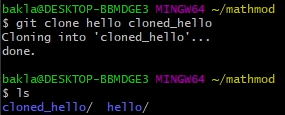 bakla@DESKTOP-BBMDGE3 MINGW64 ~/mathmod
$ git clone hello cloned_hello
Cloning into 'cloned_hello'...
done.
bakla@DESKTOP-BBMDGE3 MINGW64 ~/mathmod
$ ls
cloned_hello/  hello/